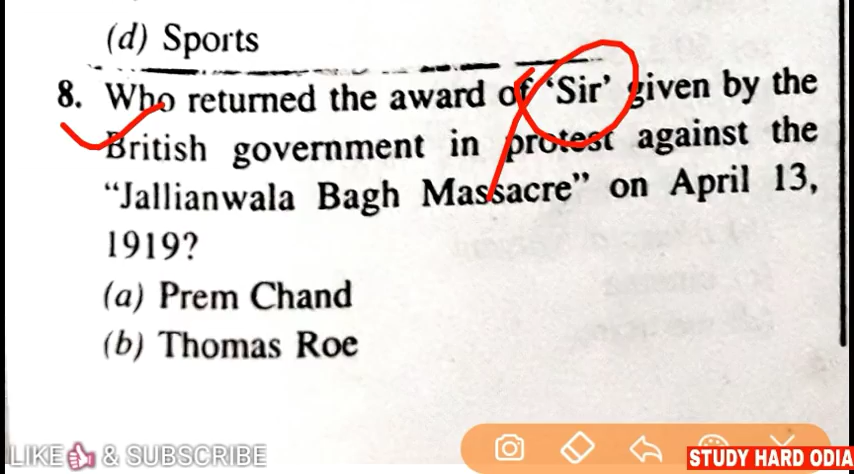 (d) Sports
8. Who returned the award of ‘Sir’ given by the
British government in protest against the
“Jallianwala Bagh Massacre” on April 13,
1919?
(a) Prem Chand
(b) Thomas Roe
LIKE & SUBSCRIBE
STUDY HARD ODIA